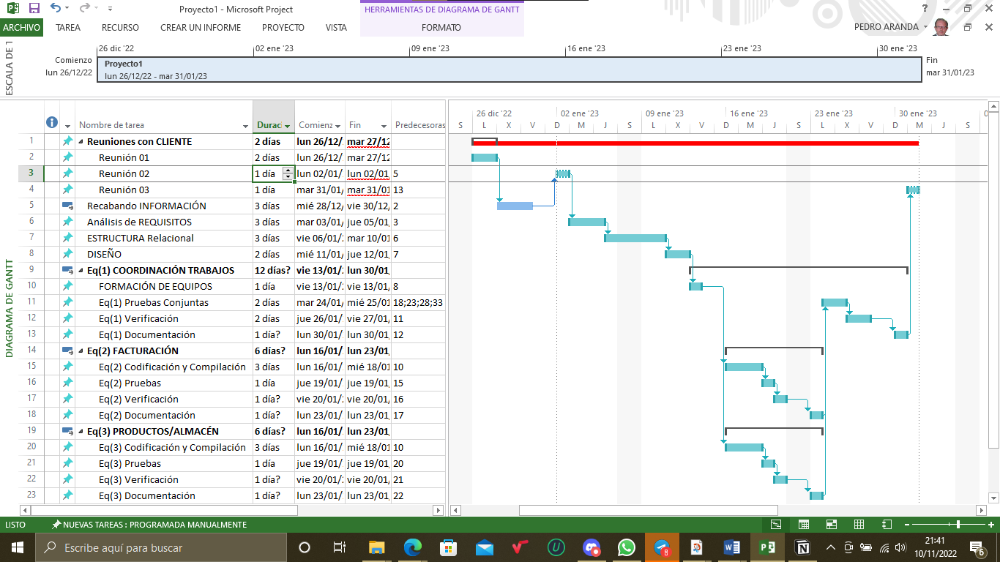 Proyecto1 - Microsoft Project
HERRAMIENTAS DE DIAGRAMA DE GANTT
ARCHIVO TAREA RECURSO CREAR UN INFORME PROYECTO VISTA FORMATO PEDRO ARANDA
ESCALA DE T
26 dic '22 02 ene '23 09 ene '23 16 ene '23 23 ene '23 30 ene '23
Comienzo
lun 26/12/22
Proyecto1
lun 26/12/22 - mar 31/01/23
Fin
mar 31/01/23
DIAGRAMA DE GANTT
Nombre de tarea Duraci Comienz Fin Predecesoras
26 dic '22 02 ene '23 09 ene '23 16 ene '23 23 ene '23 30 ene '23
S L X V D M J S L X V D M J S L X V D M S
1 Reuniones con CLIENTE 2 días lun 26/12/ mar 27/12
2 Reunión 01 2 días lun 26/12/ mar 27/12
3 Reunión 02 1 día lun 02/01/ lun 02/01 5
4 Reunión 03 1 día mar 31/01/ mar 31/01 13
5 Recabando INFORMACIÓN 3 días mié 28/12/ vie 30/12, 2
6 Análisis de REQUISITOS 3 días mar 03/01/ jue 05/01, 3
7 ESTRUCTURA Relacional 3 días vie 06/01/ mar 10/01 6
8 DISEÑO 2 días mié 11/01/ jue 12/01, 7
9 Eq(1) COORDINACIÓN TRABAJOS 12 días? vie 13/01/ lun 30/01,
10 FORMACIÓN DE EQUIPOS 1 día vie 13/01/ vie 13/01, 8
11 Eq(1) Pruebas Conjuntas 2 días mar 24/01/ mié 25/01 18;23;28;33
12 Eq(1) Verificación 2 días jue 26/01/ vie 27/01, 11
13 Eq(1) Documentación 1 día? lun 30/01/ lun 30/01, 12
14 Eq(2) FACTURACIÓN 6 días? lun 16/01/ lun 23/01,
15 Eq(2) Codificación y Compilación 3 días lun 16/01/ mié 18/01 10
16 Eq(2) Pruebas 1 día jue 19/01/ jue 19/01, 15
17 Eq(2) Verificación 1 día? vie 20/01/ vie 20/01, 16
18 Eq(2) Documentación 1 día? lun 23/01/ lun 23/01, 17
19 Eq(3) PRODUCTOS/ALMACÉN 6 días? lun 16/01/ lun 23/01,
20 Eq(3) Codificación y Compilación 3 días lun 16/01/ mié 18/01 10
21 Eq(3) Pruebas 1 día jue 19/01/ jue 19/01, 20
22 Eq(3) Verificación 1 día? vie 20/01/ vie 20/01, 21
23 Eq(3) Documentación 1 día? lun 23/01/ lun 23/01 22
LISTO NUEVAS TAREAS : PROGRAMADA MANUALMENTE
Escribe aquí para buscar
8
21:41
10/11/2022
6